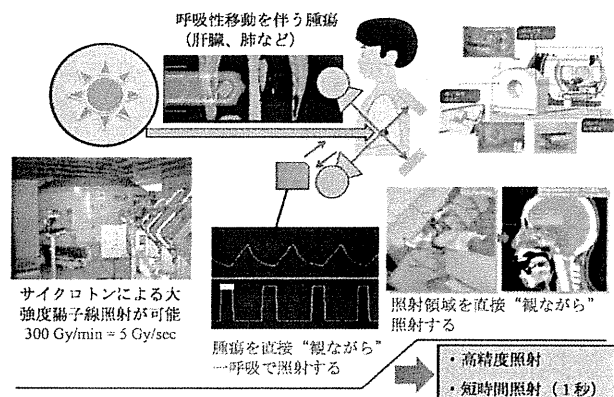 呼吸性移動を伴う腫瘍
（肝臓、肺など）
サイクロトンによる大
強度陽子線照射が可能
300 Gy/min = 5 Gy/sec
腫瘍を直接“観ながら”
一呼吸で照射する
照射領域を直接“観ながら”
照射する
・高精度照射
・短時間照射（1秒）